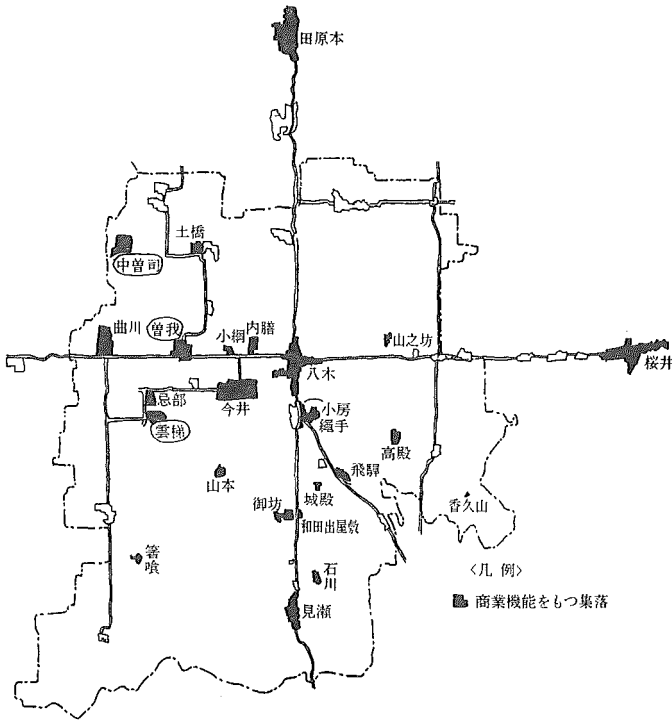 田原本
土橋
中曽司
曲川
曽我
小綱
内膳
山之坊
八木
桜井
忌部
今井
小房
縄手
雲梯
高殿
山本
飛騨
城殿
香久山
御坊
和田出屋敷
箸喰
石川
〈凡 例〉
商業機能をもつ集落
見瀬